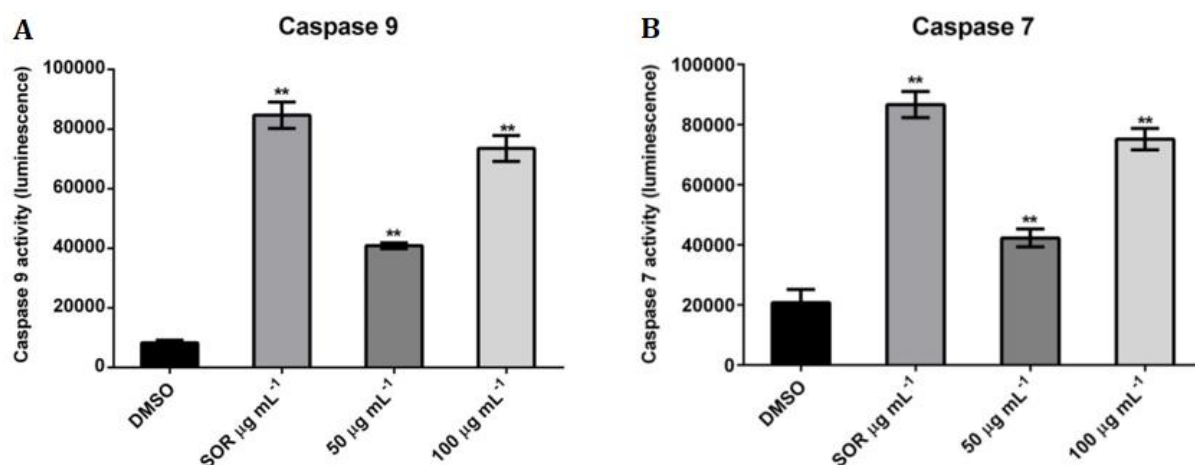 A
Caspase 9
Caspase 9 activity (luminescence)
100000
80000
60000
40000
20000
0
**
**
**
DMSO
SOR µg mL⁻¹
50 µg mL⁻¹
100 µg mL⁻¹
B
Caspase 7
Caspase 7 activity (luminescence)
100000
80000
60000
40000
20000
0
**
**
**
DMSO
SOR µg mL⁻¹
50 µg mL⁻¹
100 µg mL⁻¹